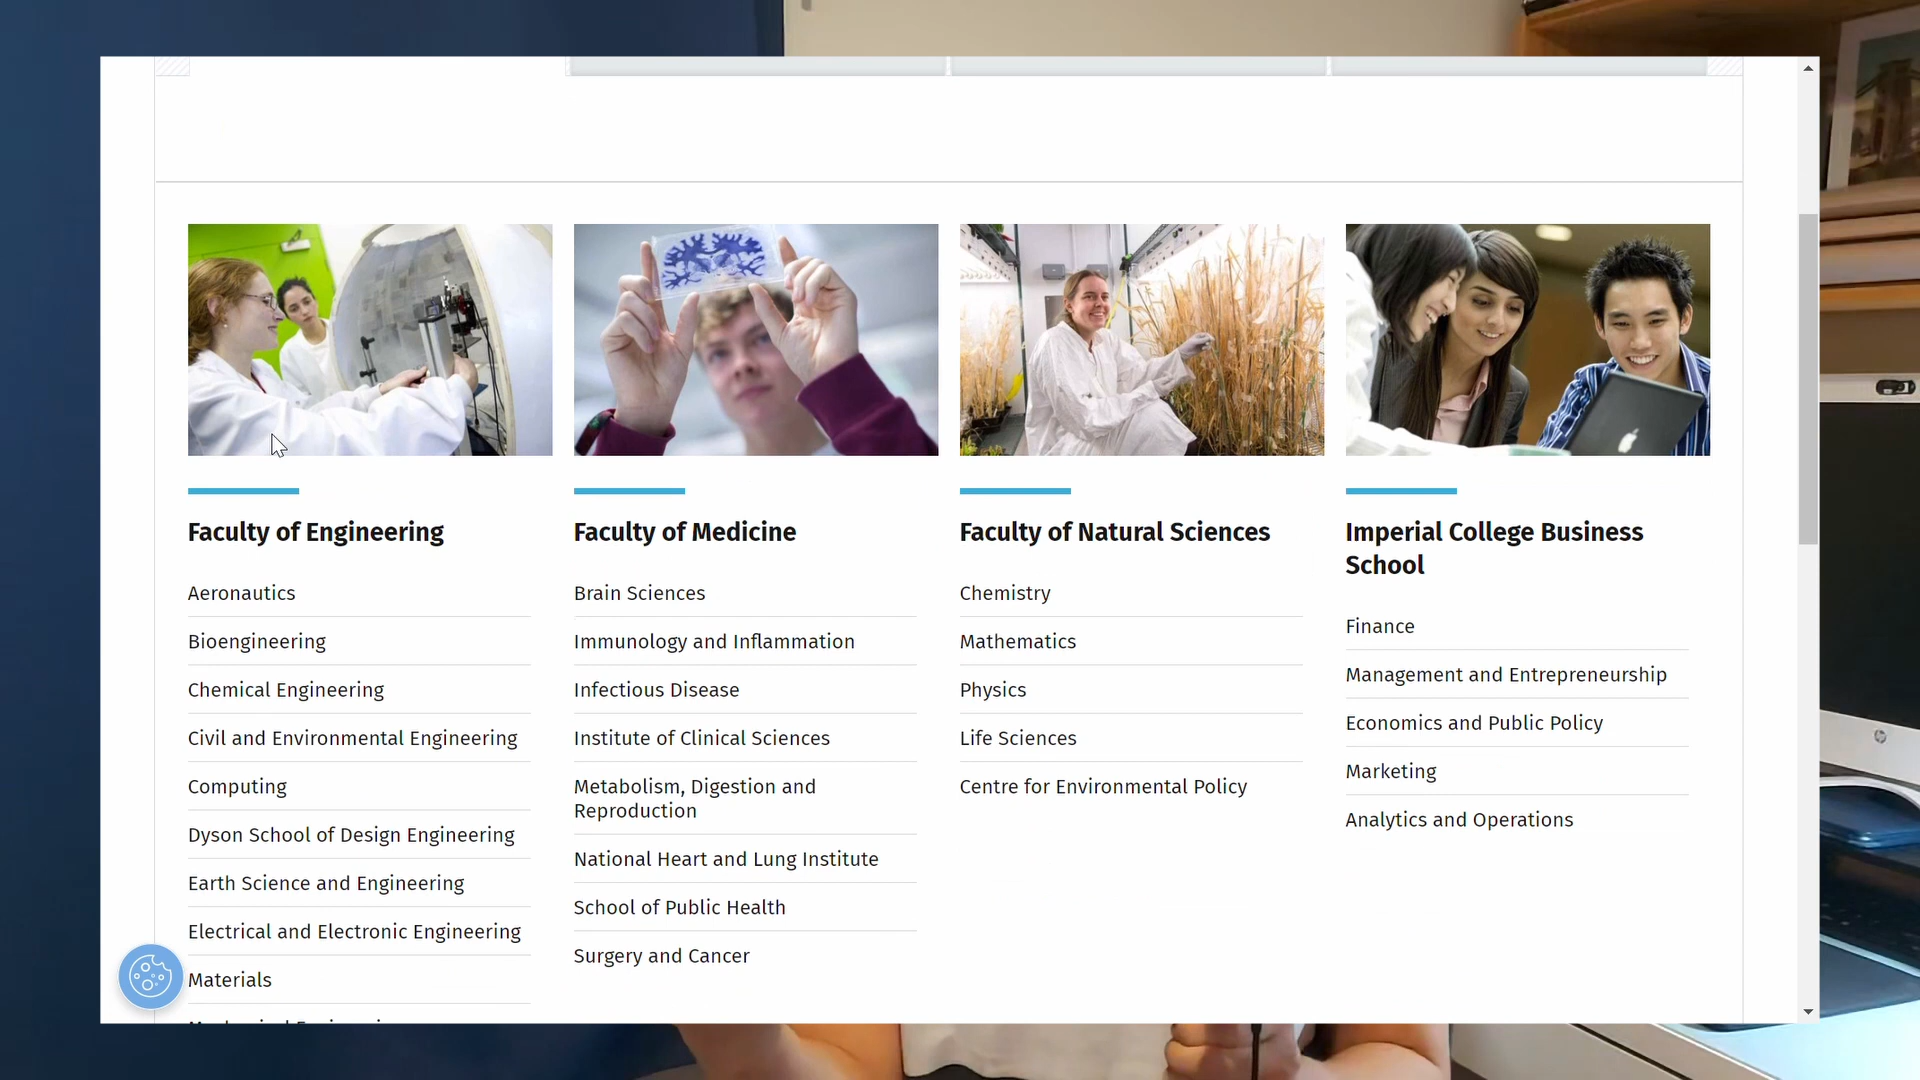 Faculty of Engineering
Aeronautics
Bioengineering
Chemical Engineering
Civil and Environmental Engineering
Computing
Dyson School of Design Engineering
Earth Science and Engineering
Electrical and Electronic Engineering
Materials
Faculty of Medicine
Brain Sciences
Immunology and Inflammation
Infectious Disease
Institute of Clinical Sciences
Metabolism, Digestion and
Reproduction
National Heart and Lung Institute
School of Public Health
Surgery and Cancer
Faculty of Natural Sciences
Chemistry
Mathematics
Physics
Life Sciences
Centre for Environmental Policy
Imperial College Business
School
Finance
Management and Entrepreneurship
Economics and Public Policy
Marketing
Analytics and Operations